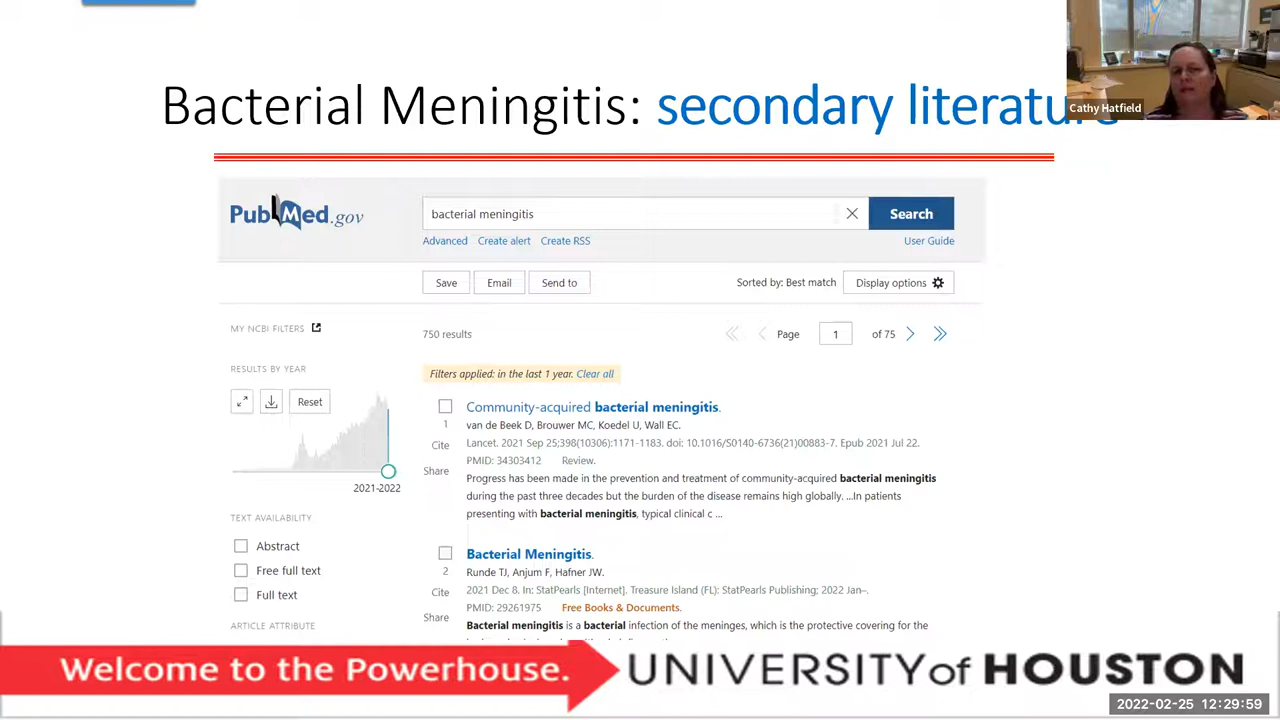 Bacterial Meningitis: secondary literature
Cathy Hatfield
PubMed.gov
bacterial meningitis
Search
Advanced Create alert Create RSS User Guide
Save Email Send to Sorted by: Best match Display options
MY NCBI FILTERS
750 results Page 1 of 75
RESULTS BY YEAR
Filters applied: in the last 1 year. Clear all
Reset
Community-acquired bacterial meningitis.
1
van de Beek D, Brouwer MC, Koedel U, Wall EC.
Cite
Lancet. 2021 Sep 25;398(10306):1171-1183. doi: 10.1016/S0140-6736(21)00883-7. Epub 2021 Jul 22.
PMID: 34303412 Review.
Share
Progress has been made in the prevention and treatment of community-acquired bacterial meningitis
2021-2022
during the past three decades but the burden of the disease remains high globally. ...In patients
presenting with bacterial meningitis, typical clinical c ...
TEXT AVAILABILITY
Abstract
Free full text
Full text
ARTICLE ATTRIBUTE
Bacterial Meningitis.
2
Runde TJ, Anjum F, Hafner JW.
Cite
2021 Dec 8. In: StatPearls [Internet]. Treasure Island (FL): StatPearls Publishing; 2022 Jan–.
PMID: 29261975 Free Books & Documents.
Share
Bacterial meningitis is a bacterial infection of the meninges, which is the protective covering for the
Welcome to the Powerhouse.
UNIVERSITY of HOUSTON
2022-02-25 12:29:59